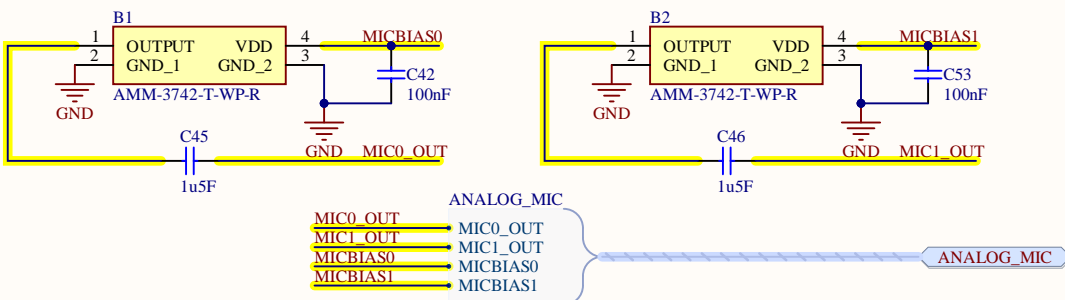 B1
1 OUTPUT VDD 4 MICBIAS0
2 GND_1 GND_2 3
AMM-3742-T-WP-R
C42
100nF
GND
C45
GND MIC0_OUT
1u5F
B2
1 OUTPUT VDD 4 MICBIAS1
2 GND_1 GND_2 3
AMM-3742-T-WP-R
C53
100nF
GND
C46
GND MIC1_OUT
1u5F
ANALOG_MIC
MIC0_OUT MIC0_OUT
MIC1_OUT MIC1_OUT
MICBIAS0 MICBIAS0
MICBIAS1 MICBIAS1
ANALOG_MIC